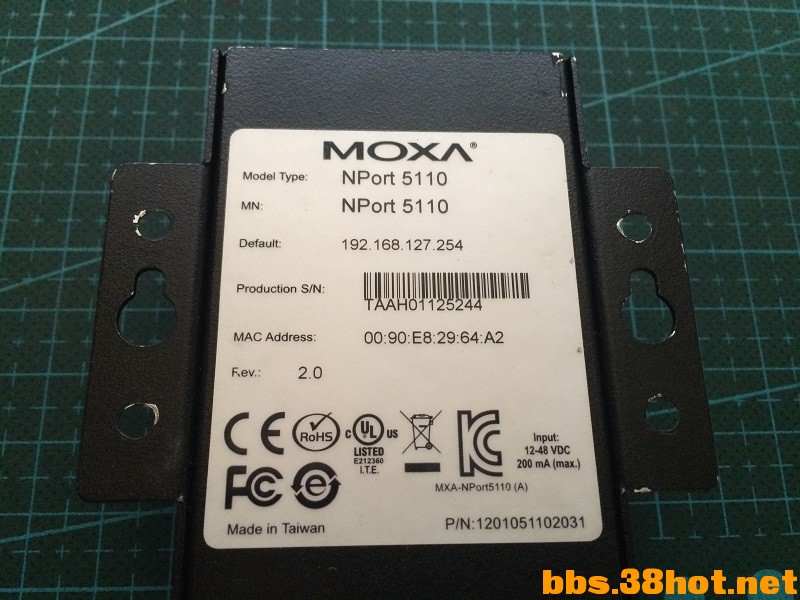 MOXA®
Model Type: NPort 5110
MN: NPort 5110
Default: 192.168.127.254
Production S/N: TAAH01125244
MAC Address: 00:90:E8:29:64:A2
Rev.: 2.0
CE
RoHS
C UL US
LISTED
E212360
I.T.E.
Input:
12-48 VDC
200 mA (max.)
FC
MXA-NPort5110 (A)
Made in Taiwan
P/N:1201051102031
bbs.38hot.net